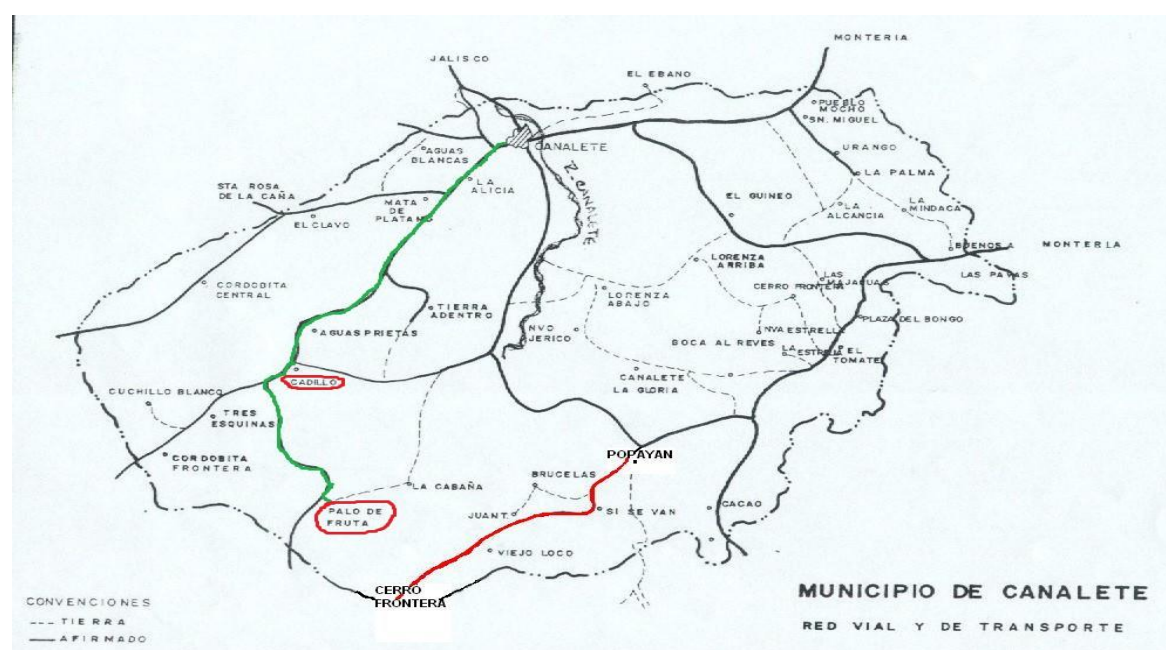 MONTERIA
JALISCO
EL EBANO
PUEBLO
MOCHO
SN. MIGUEL
CANALETE
AGUAS
BLANCAS
URANGO
R. CANALETE
LA PALMA
LA
ALICIA
STA ROSA
DE LA CAÑA
MATA
DE
PLATANO
EL GUINEO
LA
ALCANCIA
LA
MINDACA
EL CLAVO
BUENOS A
MONTERIA
LORENZA
ARRIBA
LAS PAVAS
CORDOBITA
CENTRAL
LAS
MAJAGUAS
CERRO FRONTERA
LORENZA
ABAJO
TIERRA
ADENTRO
PLAZA DEL BONGO
AGUAS PRIETAS
NVO
JERICO
NVA ESTRELLA
BOCA AL REVES
LA
ESTRELLA
EL
TOMATE
CADILLO
CANALETE
LA GLORIA
CUCHILLO BLANCO
TRES
ESQUINAS
CORDOBITA
FRONTERA
POPAYAN
BRUCELAS
LA CABAÑA
PALO DE
FRUTA
JUANT.
SI SE VAN
CACAO
VIEJO LOCO
CERRO
FRONTERA
MUNICIPIO DE CANALETE
RED VIAL Y DE TRANSPORTE
CONVENCIONES
TIERRA
AFIRMADO